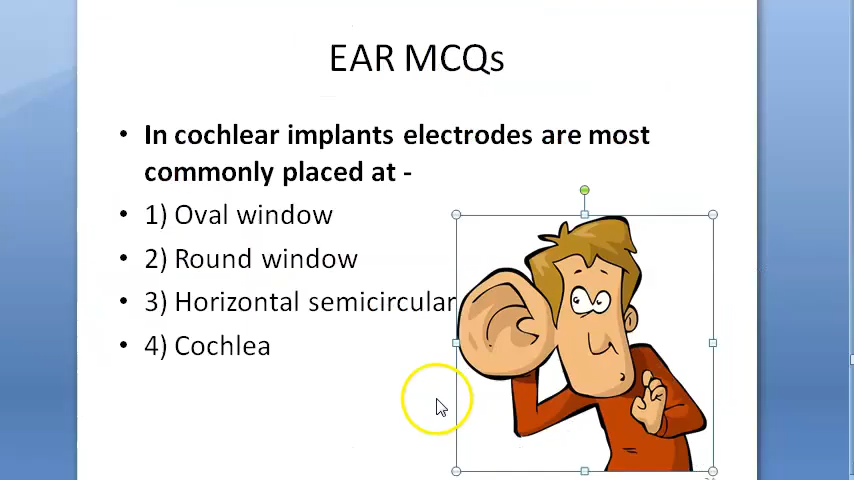 EAR MCQs
• In cochlear implants electrodes are most
commonly placed at -
• 1) Oval window
• 2) Round window
• 3) Horizontal semicircular
• 4) Cochlea